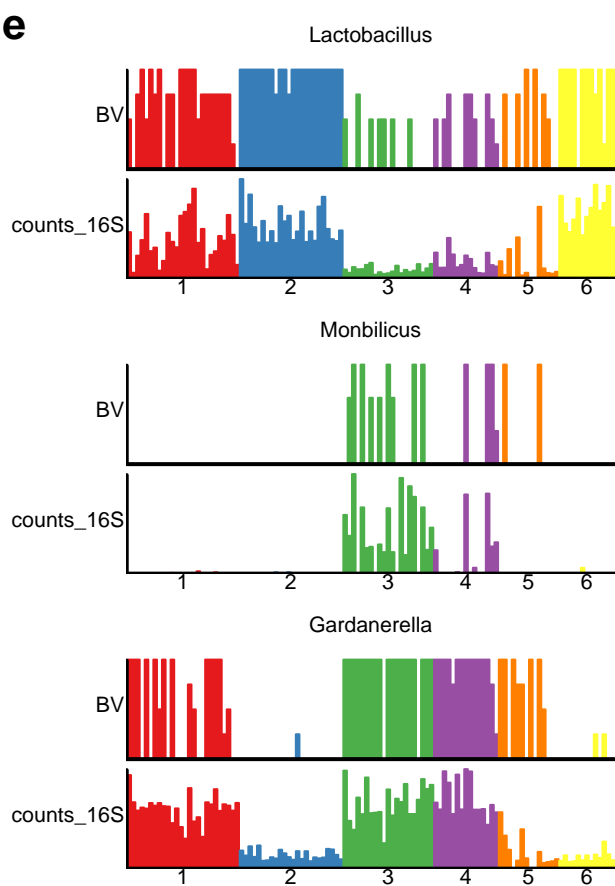 e
Lactobacillus
BV
counts_16S
1 2 3 4 5 6
Monbilicus
BV
counts_16S
1 2 3 4 5 6
Gardanerella
BV
counts_16S
1 2 3 4 5 6